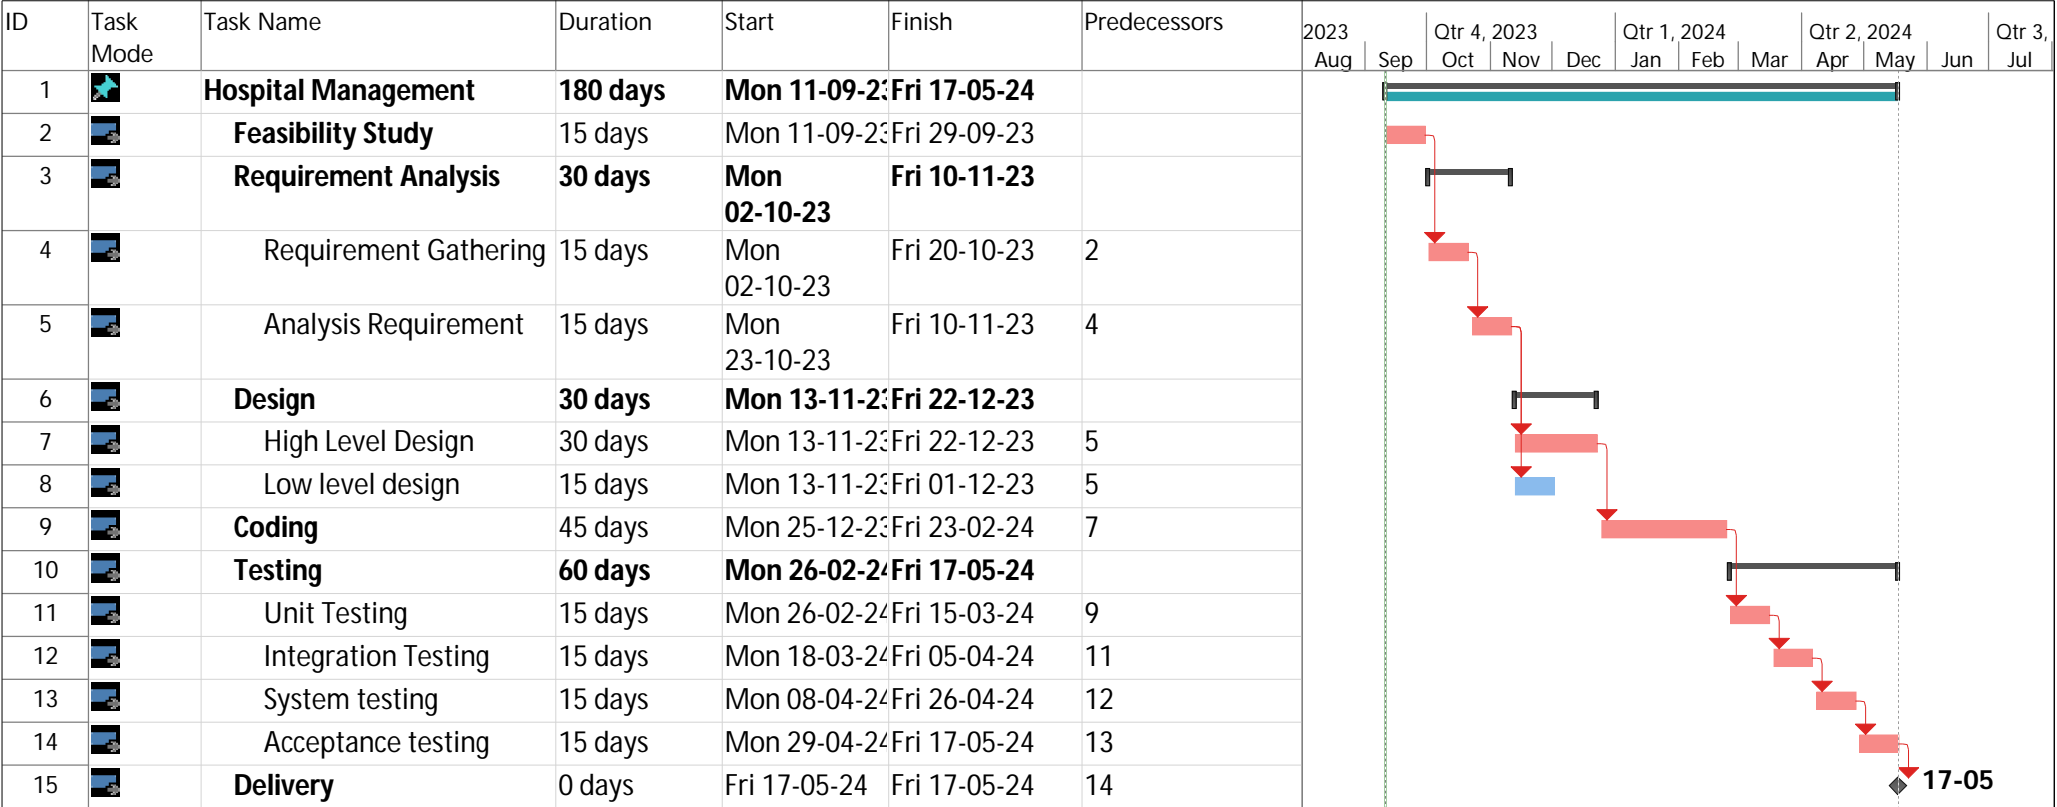 ID Task Mode Task Name Duration Start Finish Predecessors
2023 Qtr 4, 2023 Qtr 1, 2024 Qtr 2, 2024 Qtr 3,
Aug Sep Oct Nov Dec Jan Feb Mar Apr May Jun Jul
1 Hospital Management 180 days Mon 11-09-23 Fri 17-05-24
2 Feasibility Study 15 days Mon 11-09-23 Fri 29-09-23
3 Requirement Analysis 30 days Mon 02-10-23 Fri 10-11-23
4 Requirement Gathering 15 days Mon 02-10-23 Fri 20-10-23 2
5 Analysis Requirement 15 days Mon 23-10-23 Fri 10-11-23 4
6 Design 30 days Mon 13-11-23 Fri 22-12-23
7 High Level Design 30 days Mon 13-11-23 Fri 22-12-23 5
8 Low level design 15 days Mon 13-11-23 Fri 01-12-23 5
9 Coding 45 days Mon 25-12-23 Fri 23-02-24 7
10 Testing 60 days Mon 26-02-24 Fri 17-05-24
11 Unit Testing 15 days Mon 26-02-24 Fri 15-03-24 9
12 Integration Testing 15 days Mon 18-03-24 Fri 05-04-24 11
13 System testing 15 days Mon 08-04-24 Fri 26-04-24 12
14 Acceptance testing 15 days Mon 29-04-24 Fri 17-05-24 13
15 Delivery 0 days Fri 17-05-24 Fri 17-05-24 14 17-05